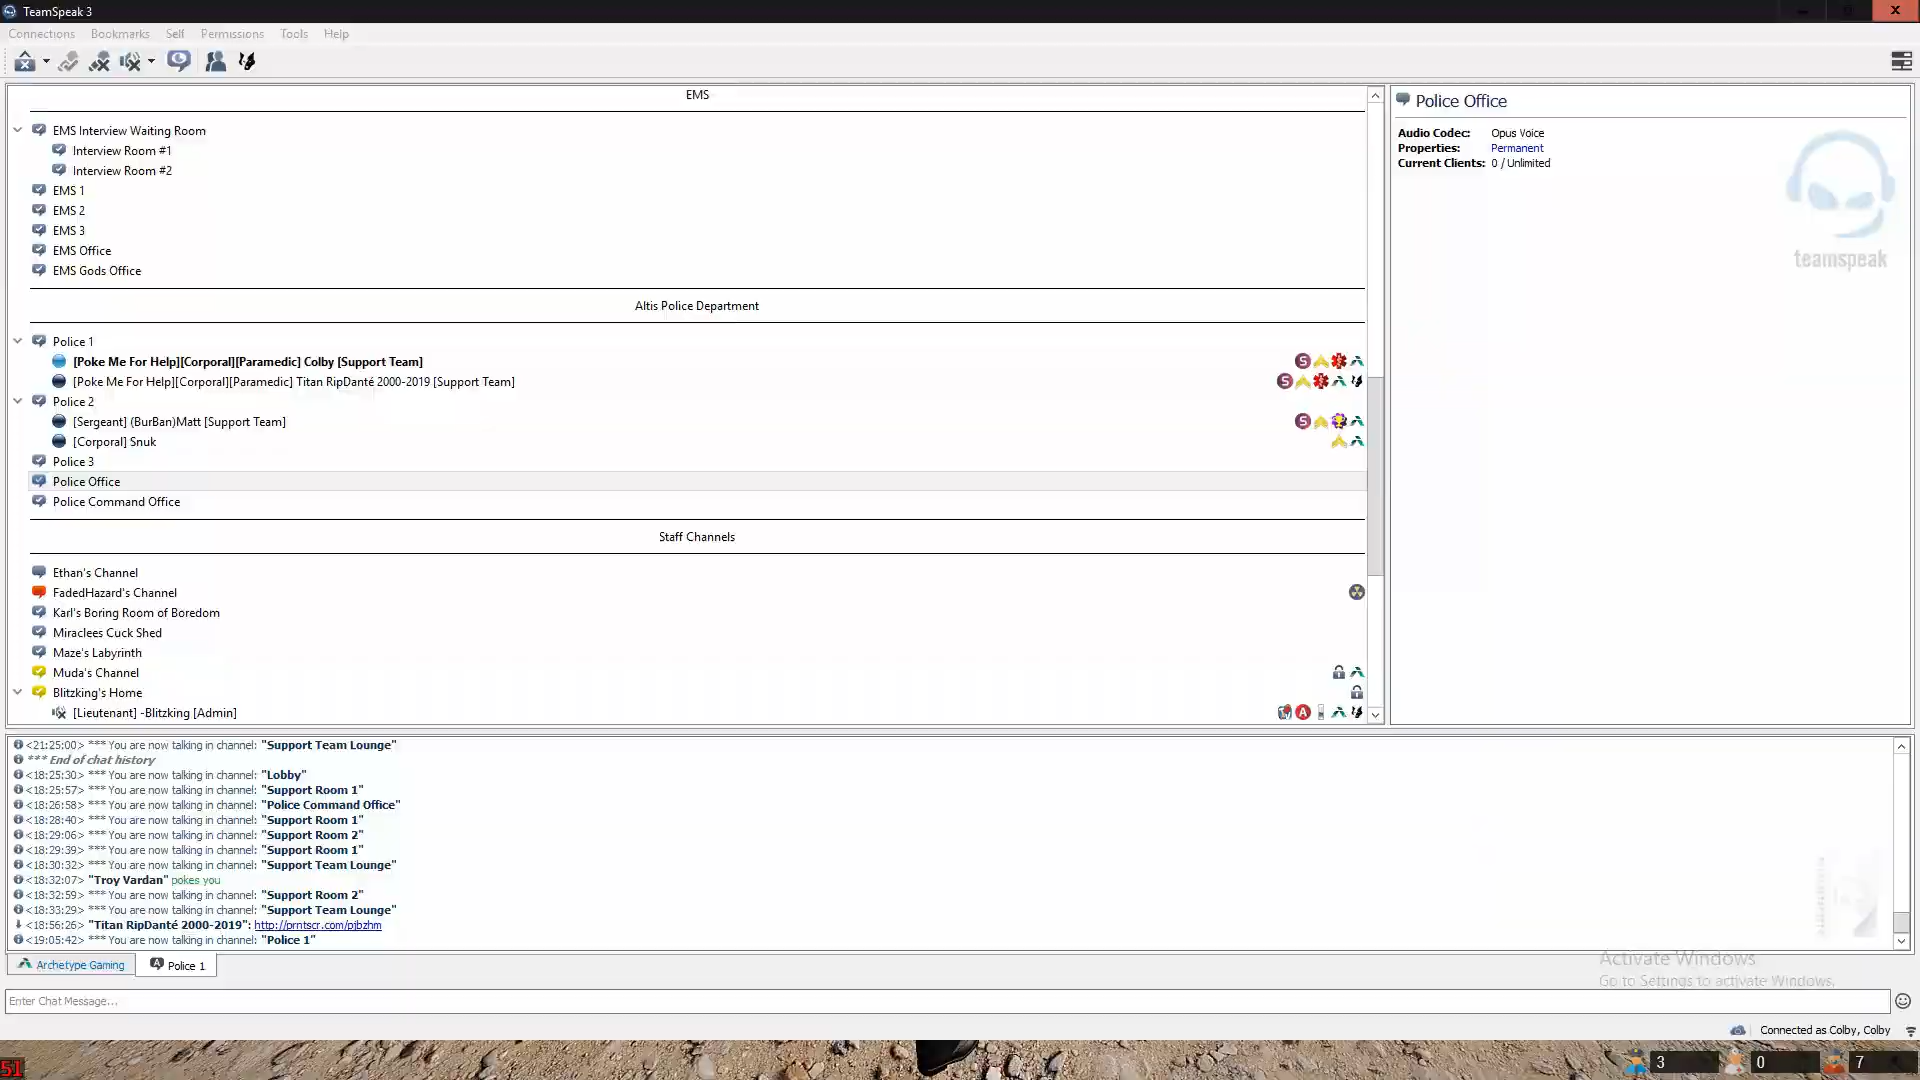 TeamSpeak 3
X
Connections Bookmarks Self Permissions Tools Help
EMS
EMS Interview Waiting Room
Interview Room #1
Interview Room #2
EMS 1
EMS 2
EMS 3
EMS Office
EMS Gods Office
Altis Police Department
Police 1
[Poke Me For Help][Corporal][Paramedic] Colby [Support Team]
[Poke Me For Help][Corporal][Paramedic] Titan RipDanté 2000-2019 [Support Team]
Police 2
[Sergeant] (BurBan)Matt [Support Team]
[Corporal] Snuk
Police 3
Police Office
Police Command Office
Staff Channels
Ethan's Channel
FadedHazard's Channel
Karl's Boring Room of Boredom
Miraclees Cuck Shed
Maze's Labyrinth
Muda's Channel
Blitzking's Home
[Lieutenant] -Blitzking [Admin]
Police Office
Audio Codec: Opus Voice
Properties: Permanent
Current Clients: 0 / Unlimited
teamspeak
<21:25:00> *** You are now talking in channel: "Support Team Lounge"
*** End of chat history
<18:25:30> *** You are now talking in channel: "Lobby"
<18:25:57> *** You are now talking in channel: "Support Room 1"
<18:26:58> *** You are now talking in channel: "Police Command Office"
<18:28:40> *** You are now talking in channel: "Support Room 1"
<18:29:06> *** You are now talking in channel: "Support Room 2"
<18:29:39> *** You are now talking in channel: "Support Room 1"
<18:30:32> *** You are now talking in channel: "Support Team Lounge"
<18:32:07> "Troy Vardan" pokes you
<18:32:59> *** You are now talking in channel: "Support Room 2"
<18:33:29> *** You are now talking in channel: "Support Team Lounge"
<18:56:26> "Titan RipDanté 2000-2019": http://prntscr.com/pjbzhm
<19:05:42> *** You are now talking in channel: "Police 1"
Archetype Gaming
Police 1
Activate Windows
Go to Settings to activate Windows.
Enter Chat Message...
Connected as Colby, Colby
51
3 0 7